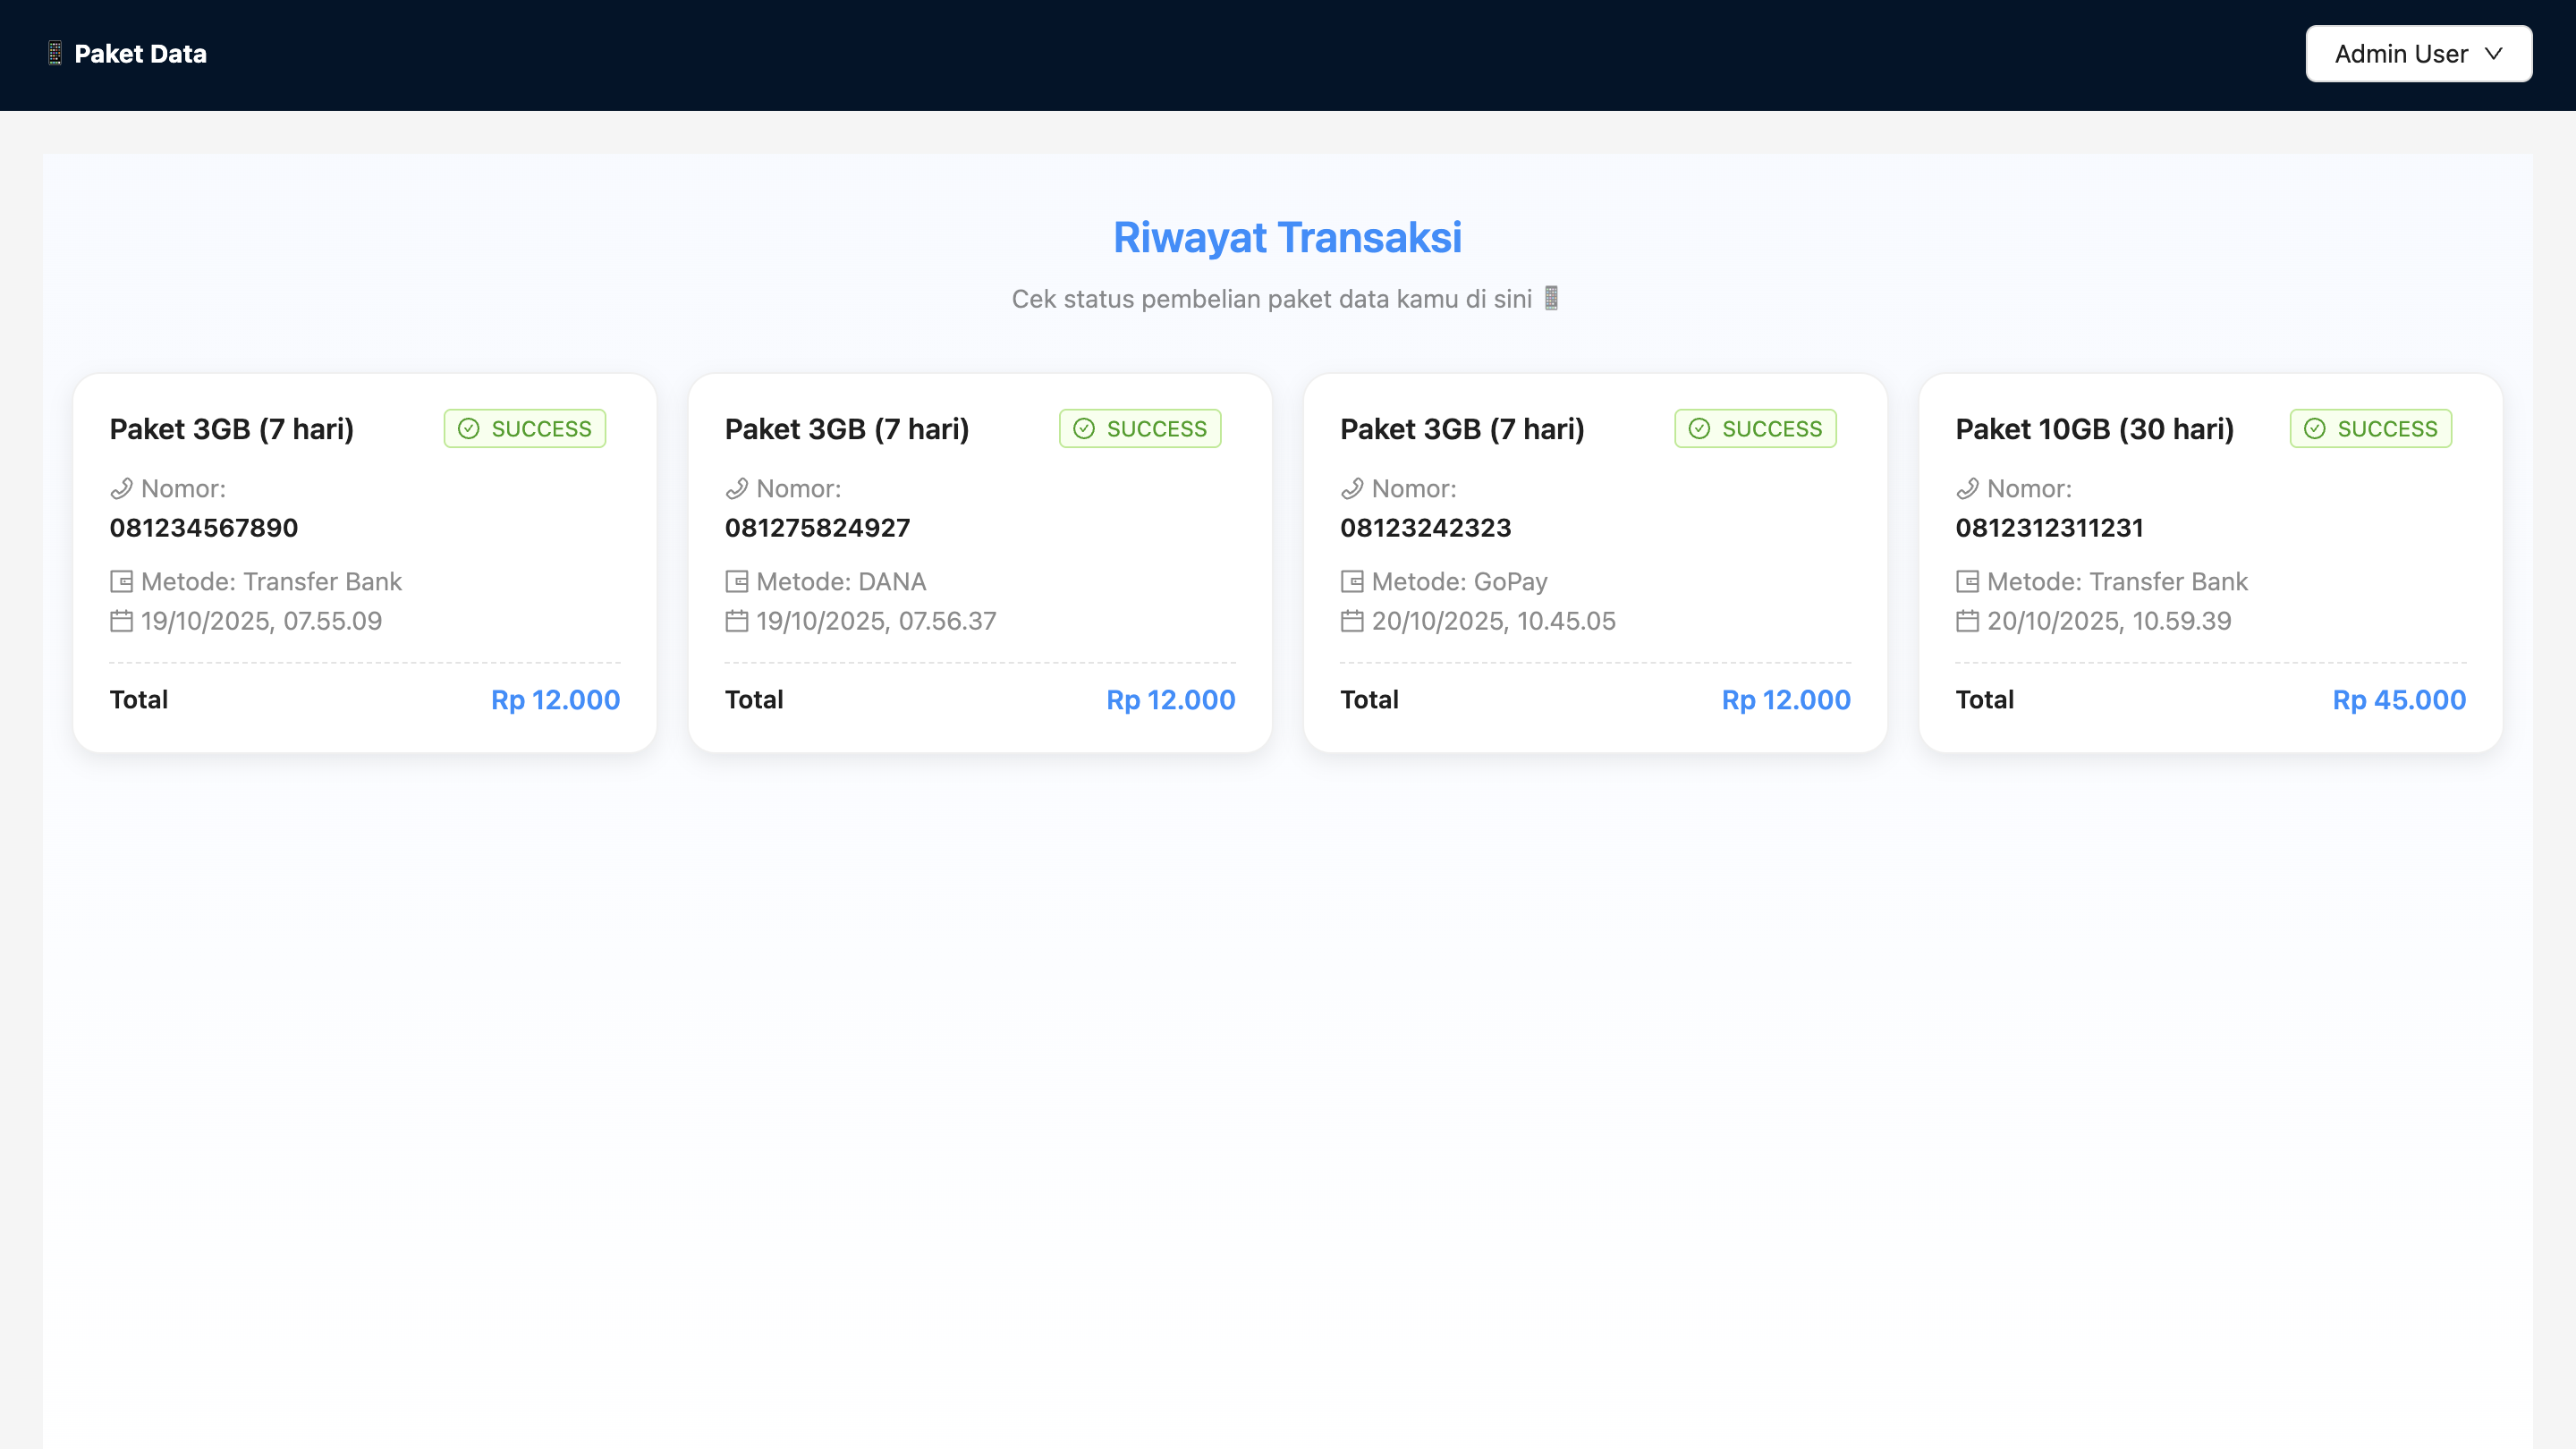 Paket Data
Admin User
Riwayat Transaksi
Cek status pembelian paket data kamu di sini
Paket 3GB (7 hari)
SUCCESS
Nomor:
081234567890
Metode: Transfer Bank
19/10/2025, 07.55.09
Total
Rp 12.000
Paket 3GB (7 hari)
SUCCESS
Nomor:
081275824927
Metode: DANA
19/10/2025, 07.56.37
Total
Rp 12.000
Paket 3GB (7 hari)
SUCCESS
Nomor:
08123242323
Metode: GoPay
20/10/2025, 10.45.05
Total
Rp 12.000
Paket 10GB (30 hari)
SUCCESS
Nomor:
0812312311231
Metode: Transfer Bank
20/10/2025, 10.59.39
Total
Rp 45.000